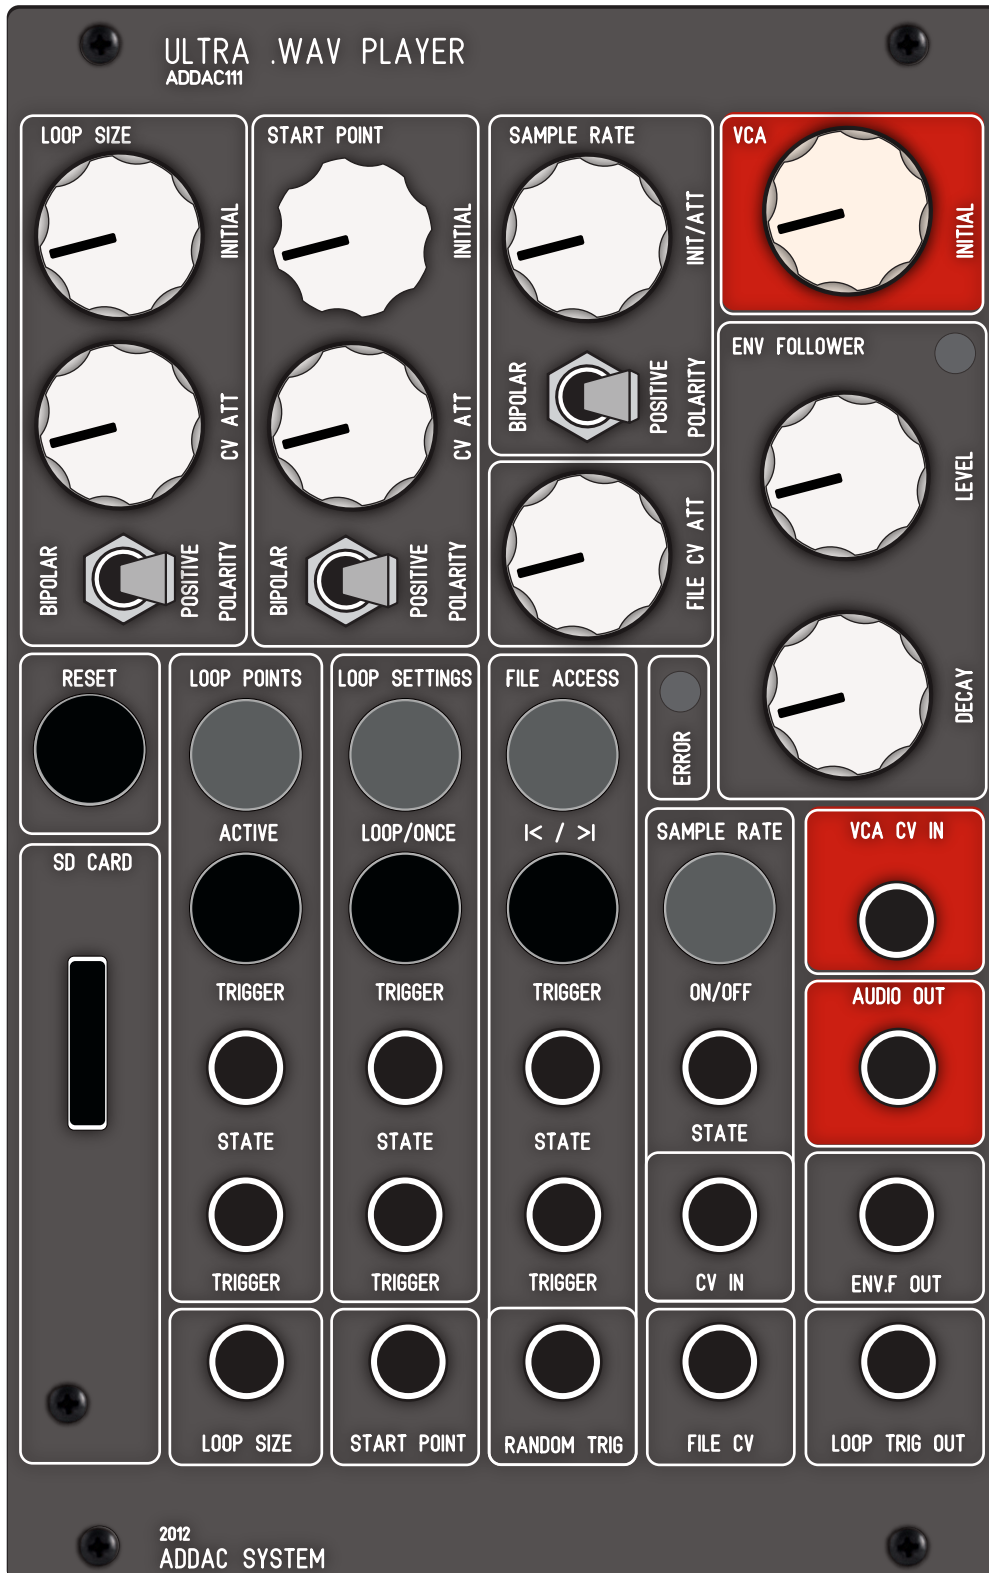 ULTRA .WAV PLAYER
ADDAC111
LOOP SIZE
INITIAL
CV ATT
BIPOLAR
POSITIVE
POLARITY
START POINT
INITIAL
CV ATT
BIPOLAR
POSITIVE
POLARITY
SAMPLE RATE
INIT/ATT
BIPOLAR
POSITIVE
POLARITY
FILE CV ATT
VCA
INITIAL
ENV FOLLOWER
LEVEL
DECAY
RESET
SD CARD
LOOP POINTS
ACTIVE
TRIGGER
STATE
TRIGGER
LOOP SIZE
LOOP SETTINGS
LOOP/ONCE
TRIGGER
STATE
TRIGGER
START POINT
FILE ACCESS
|< / >|
TRIGGER
STATE
TRIGGER
RANDOM TRIG
ERROR
SAMPLE RATE
ON/OFF
STATE
CV IN
FILE CV
VCA CV IN
AUDIO OUT
ENV.F OUT
LOOP TRIG OUT
2012
ADDAC SYSTEM